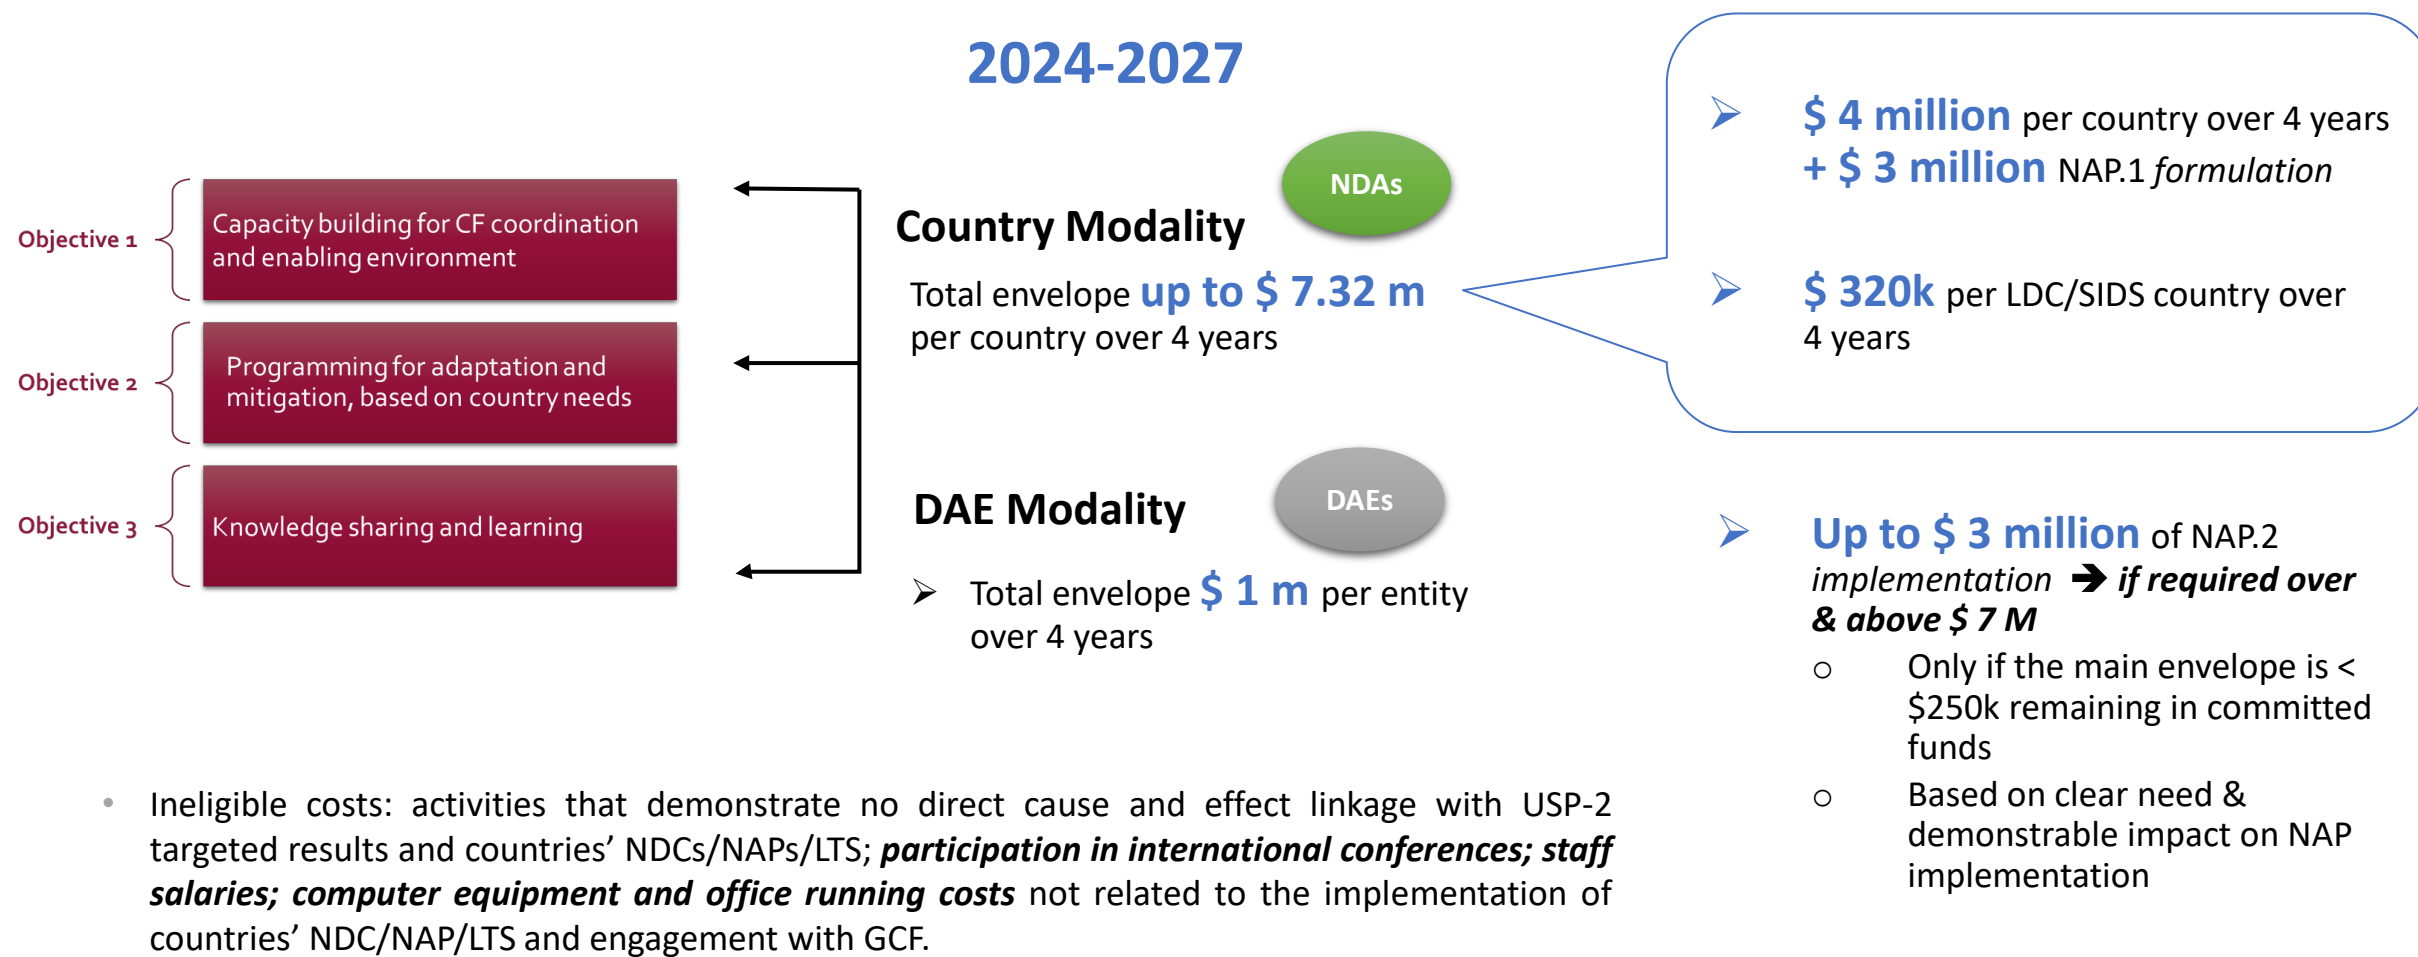 2024-2027
Objective 1
Capacity building for CF coordination
and enabling environment
Objective 2
Programming for adaptation and
mitigation, based on country needs
Objective 3
Knowledge sharing and learning
NDAs
Country Modality
Total envelope up to $ 7.32 m
per country over 4 years
DAEs
DAE Modality
➢ Total envelope $ 1 m per entity
over 4 years
➢ $ 4 million per country over 4 years
+ $ 3 million NAP.1 formulation
➢ $ 320k per LDC/SIDS country over
4 years
➢ Up to $ 3 million of NAP.2
implementation ➔ if required over
& above $ 7 M
o Only if the main envelope is <
$250k remaining in committed
funds
o Based on clear need &
demonstrable impact on NAP
implementation
• Ineligible costs: activities that demonstrate no direct cause and effect linkage with USP-2
targeted results and countries’ NDCs/NAPs/LTS; participation in international conferences; staff
salaries; computer equipment and office running costs not related to the implementation of
countries’ NDC/NAP/LTS and engagement with GCF.